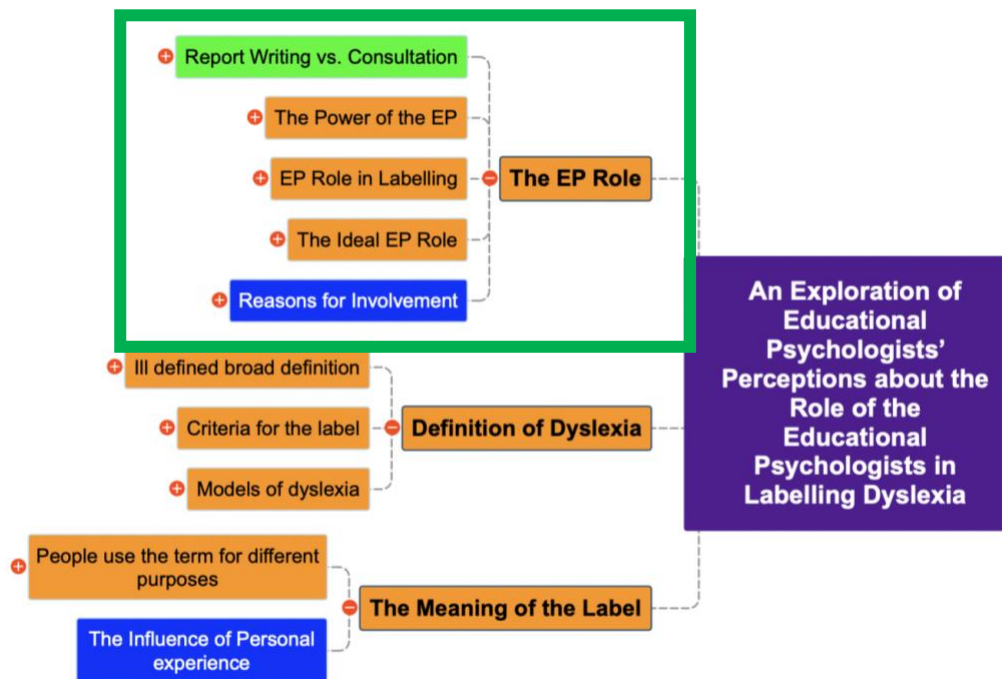 Report Writing vs. Consultation
The Power of the EP
EP Role in Labelling
The Ideal EP Role
Reasons for Involvement
The EP Role
Ill defined broad definition
Criteria for the label
Models of dyslexia
Definition of Dyslexia
People use the term for different
purposes
The Influence of Personal
experience
The Meaning of the Label
An Exploration of
Educational
Psychologists’
Perceptions about the
Role of the
Educational
Psychologists in
Labelling Dyslexia